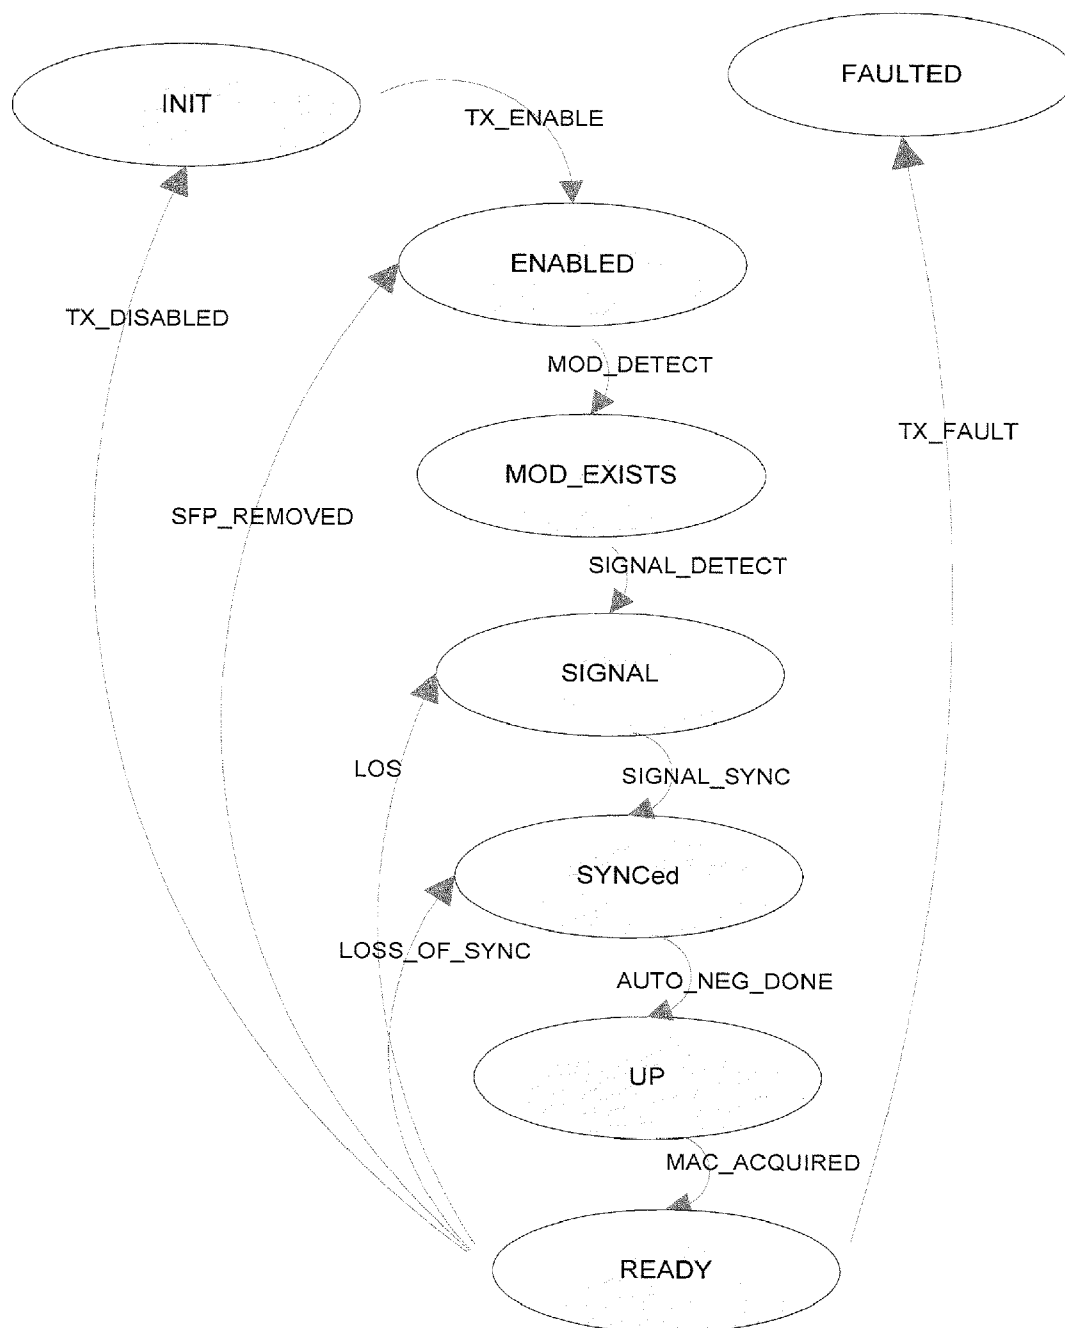 INIT
FAULTED
TX_ENABLE
ENABLED
TX_DISABLED
MOD_DETECT
TX_FAULT
MOD_EXISTS
SFP_REMOVED
SIGNAL_DETECT
SIGNAL
LOS
SIGNAL_SYNC
SYNCed
LOSS_OF_SYNC
AUTO_NEG_DONE
UP
MAC_ACQUIRED
READY